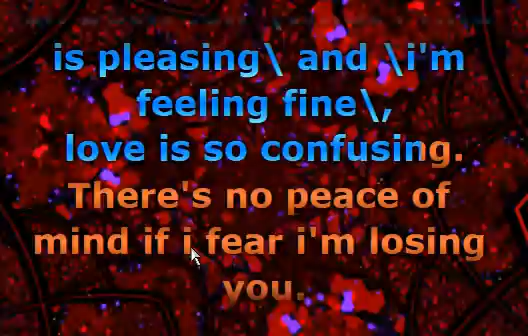 is pleasing\ and \i'm
feeling fine\,
love is so confusing.
There's no peace of
mind if i fear i'm losing
you.